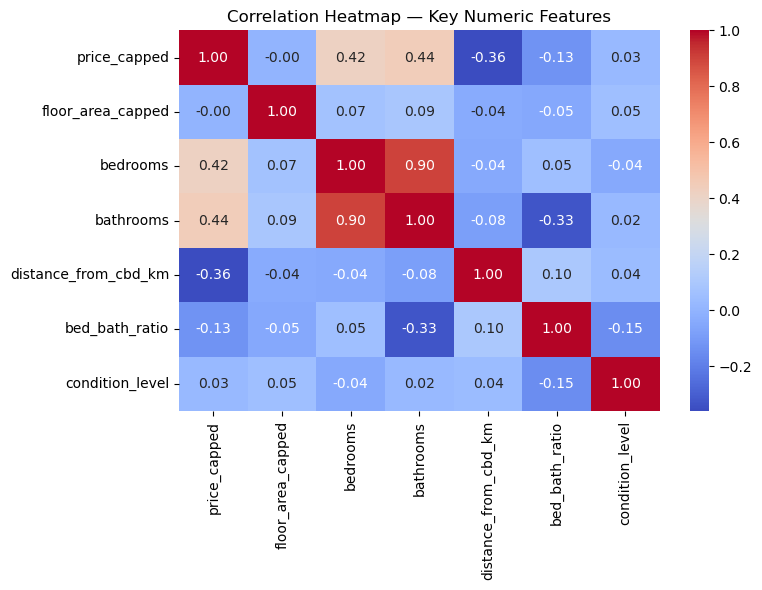 Correlation Heatmap — Key Numeric Features
price_capped 1.00 -0.00 0.42 0.44 -0.36 -0.13 0.03
floor_area_capped -0.00 1.00 0.07 0.09 -0.04 -0.05 0.05
bedrooms 0.42 0.07 1.00 0.90 -0.04 0.05 -0.04
bathrooms 0.44 0.09 0.90 1.00 -0.08 -0.33 0.02
distance_from_cbd_km -0.36 -0.04 -0.04 -0.08 1.00 0.10 0.04
bed_bath_ratio -0.13 -0.05 0.05 -0.33 0.10 1.00 -0.15
condition_level 0.03 0.05 -0.04 0.02 0.04 -0.15 1.00
price_capped
floor_area_capped
bedrooms
bathrooms
distance_from_cbd_km
bed_bath_ratio
condition_level
1.0
0.8
0.6
0.4
0.2
0.0
−0.2